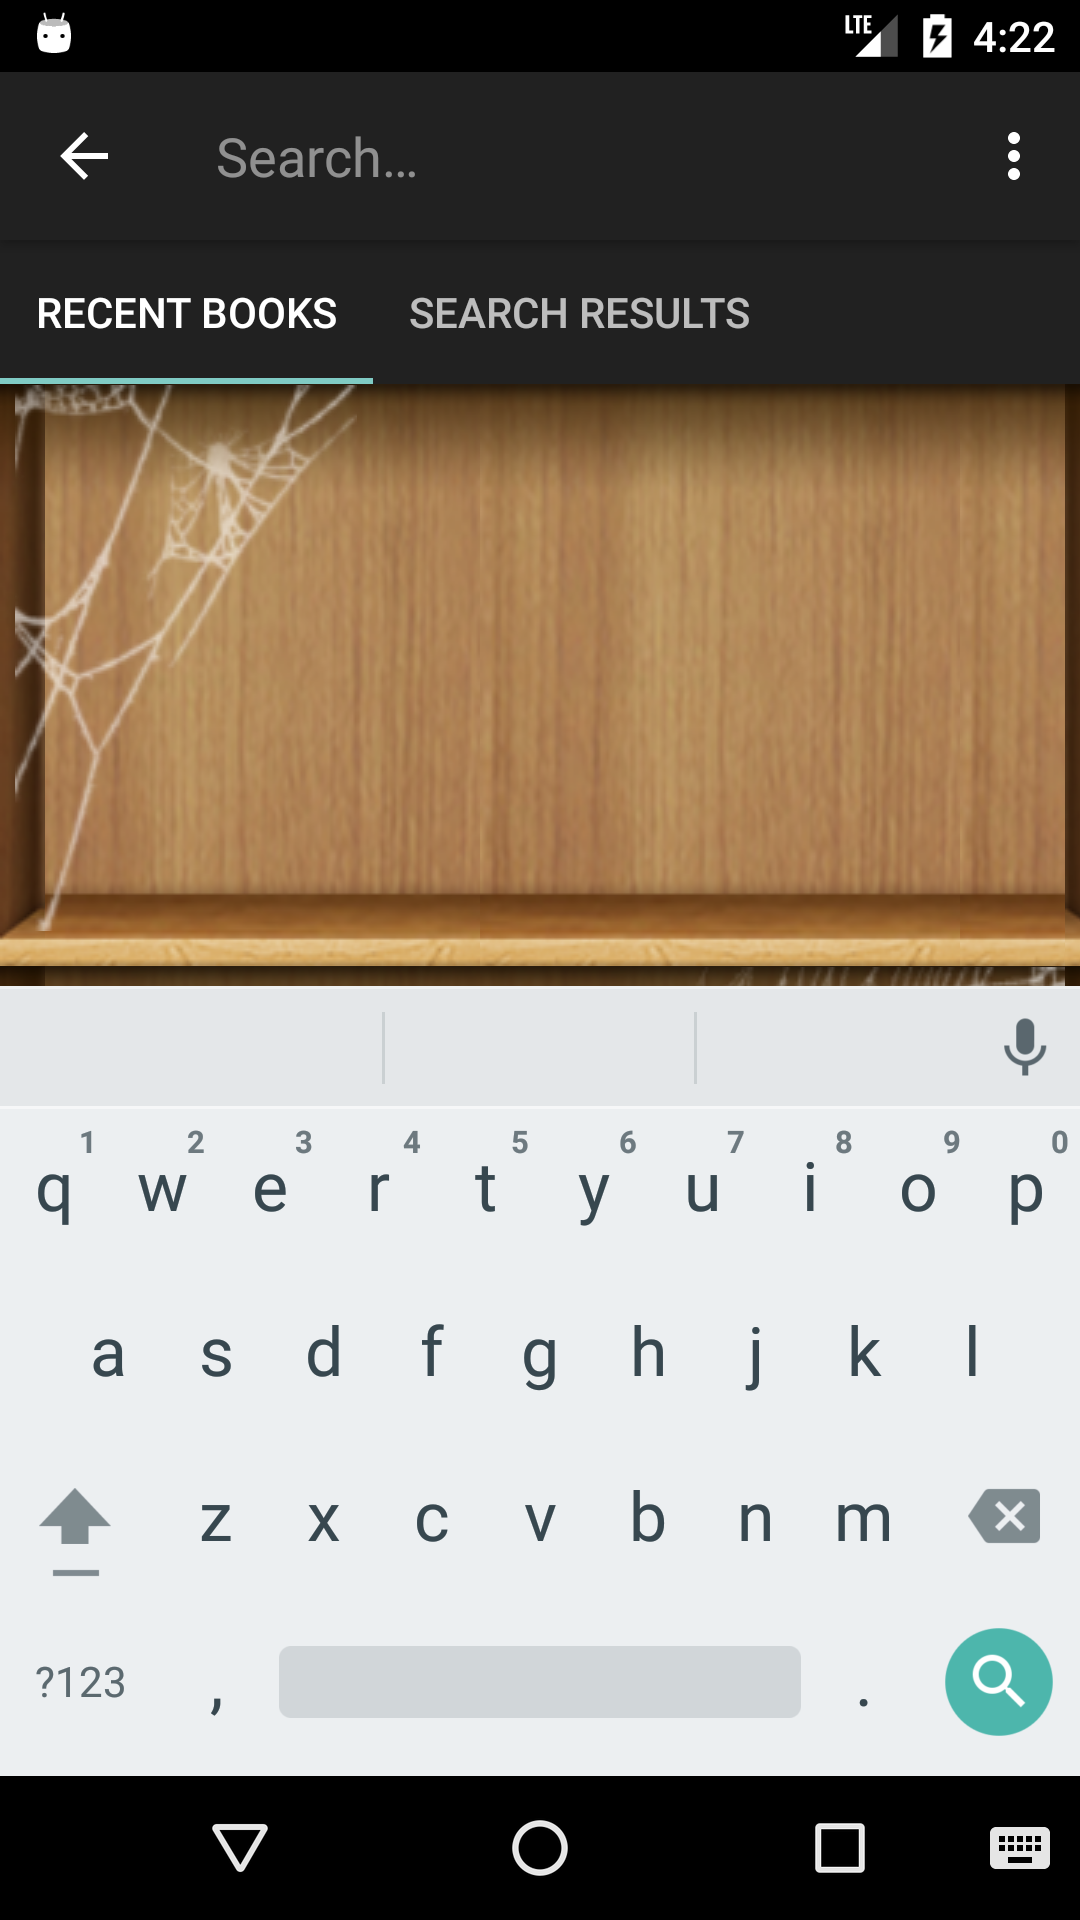 LTE 4:22
Search...
RECENT BOOKS SEARCH RESULTS
1 2 3 4 5 6 7 8 9 0
q w e r t y u i o p
a s d f g h j k l
z x c v b n m
?123 , .